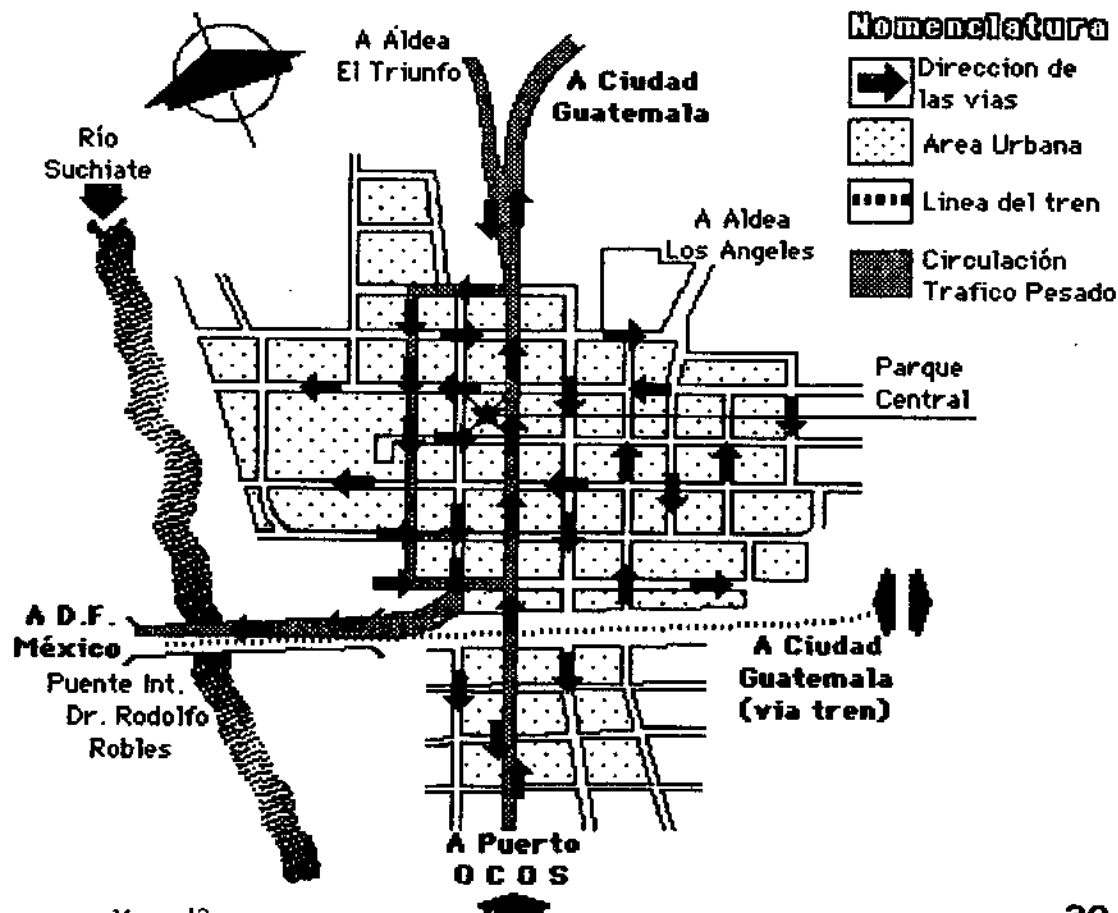 Nomenclatura
Direccion de
las vias
Area Urbana
Linea del tren
Circulación
Trafico Pesado
A Aldea
El Triunfo
A Ciudad
Guatemala
Río
Suchiate
A Aldea
Los Angeles
Parque
Central
A D.F.
México
Puente Int.
Dr. Rodolfo
Robles
A Ciudad
Guatemala
(via tren)
A Puerto
OCOS